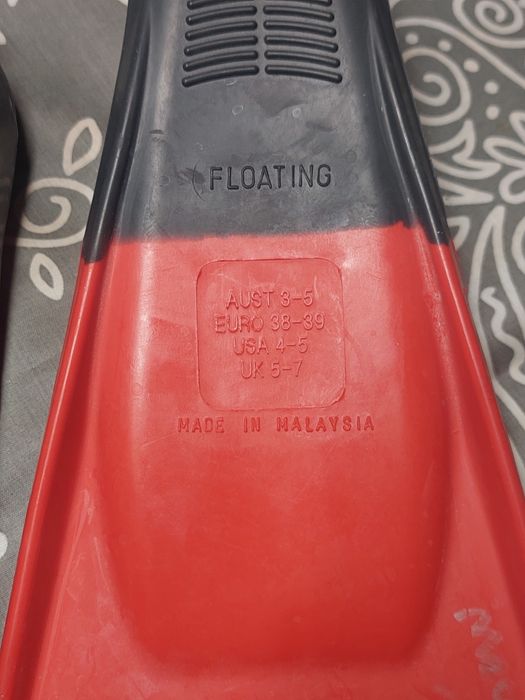 FLOATING
AUST 3-5
EURO 38-39
USA 4-5
UK 5-7
MADE IN MALAYSIA